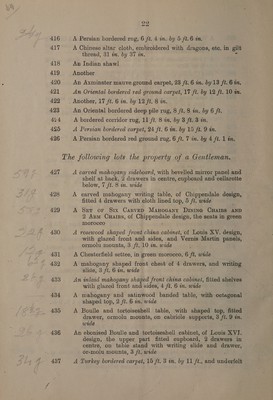 22
416 A Persian bordered rug, 6 ft. 4 in. by 5 ft. 6 in.
417 A Chinese altar cloth, embroidered with dragons, etc. in gilt
thread, 31 in. by 37 in.
418 An Indian shawl
419 Another
420 An Axminster mauve ground carpet, 23 ft. 6 in. by 13 ft. 6 in.
421 An Oriental bordered red ground carpet, 17 ft. by 12 ft. 10 in.
422 Another, 17 ft. 6 in. by 12 ft. 6 in.
423 An Oriental bordered deep pile rug, 8 ft. 8 in. by 6 ft.
424 A bordered corridor rug, 11 ft. 8 in. by 3 ft. 3 in.
425 A Persian bordered carpet, 24 ft. 6 in. by 15 ft. 9 in
426 A Persian bordered red ground rug, 6 ft. 7 in. by 4 ft. 1 in.
The following lots the property of a Gentleman.
427 A carved mahogany sideboard, with bevelled mirror panel and
shelf at back, 2 drawers in centre, cupboard and cellarette
below, 7 ft. 8 in. wide
428 A carved mahogany writing table, of Chippendale design,
fitted 4 drawers with cloth lined top, 5 ft. wide
429 A Set of Six Carved Mahogany Dining Chairs and
2 Arm Chairs, of Chippendale design, the seats in green
morocco
430 A rosewood shaped front china cabinet, of Louis XV. design,
with glazed front and sides, and Vernis Martin panels,
ormolu mounts, 3 ft. 10 in. wide
431 A Chesterfield settee, in green morocco, 6 ft. wide
432 A mahogany shaped front chest of 4 drawers, and writing
slide, 3 ft. 6 in. wide
433 An inlaid mahogany shaped front china cabinet, fitted shelves
with glazed front and sides, 4 ft. 6 in. wide
434 A mahogany and satinwood banded table, with octagonal
shaped top, 3 ft. 6 in. wide
435 A Boulle and tortoiseshell table, with shaped top, fitted
drawer, ormolu mounts, on cabriole supports, 3 ft. 9 in.
wide
436 An ebonised Boulle and tortoiseshell cabinet, of Louis XVI.
design, the upper part fitted cupboard, 2 drawers in
centre, on table stand with writing slide and drawer,
or-molu mounts, 3 ft. wide
437 A Turkey bordered carpet, 15 ft. 3 in. by 11 ft., and underfelt